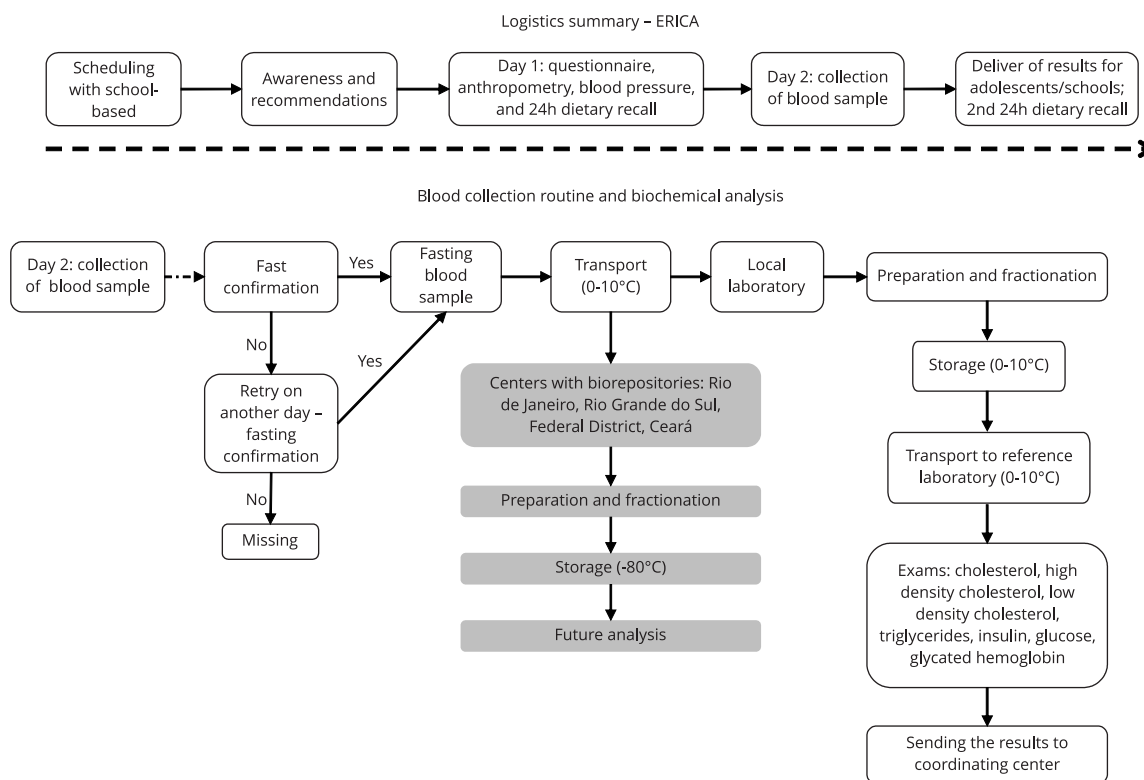 Logistics summary – ERICA
Scheduling
with school-
based
Awareness and
recommendations
Day 1: questionnaire,
anthropometry, blood pressure,
and 24h dietary recall
Day 2: collection
of blood sample
Deliver of results for
adolescents/schools;
2nd 24h dietary recall
Blood collection routine and biochemical analysis
Day 2: collection
of blood sample
Fast
confirmation
Yes
Fasting
blood
sample
Transport
(0-10°C)
Local
laboratory
Preparation and fractionation
No
Yes
Retry on
another day –
fasting
confirmation
No
Missing
Centers with biorepositories: Rio
de Janeiro, Rio Grande do Sul,
Federal District, Ceará
Preparation and fractionation
Storage (-80°C)
Future analysis
Storage (0-10°C)
Transport to reference
laboratory (0-10°C)
Exams: cholesterol, high
density cholesterol, low
density cholesterol,
triglycerides, insulin, glucose,
glycated hemoglobin
Sending the results to
coordinating center